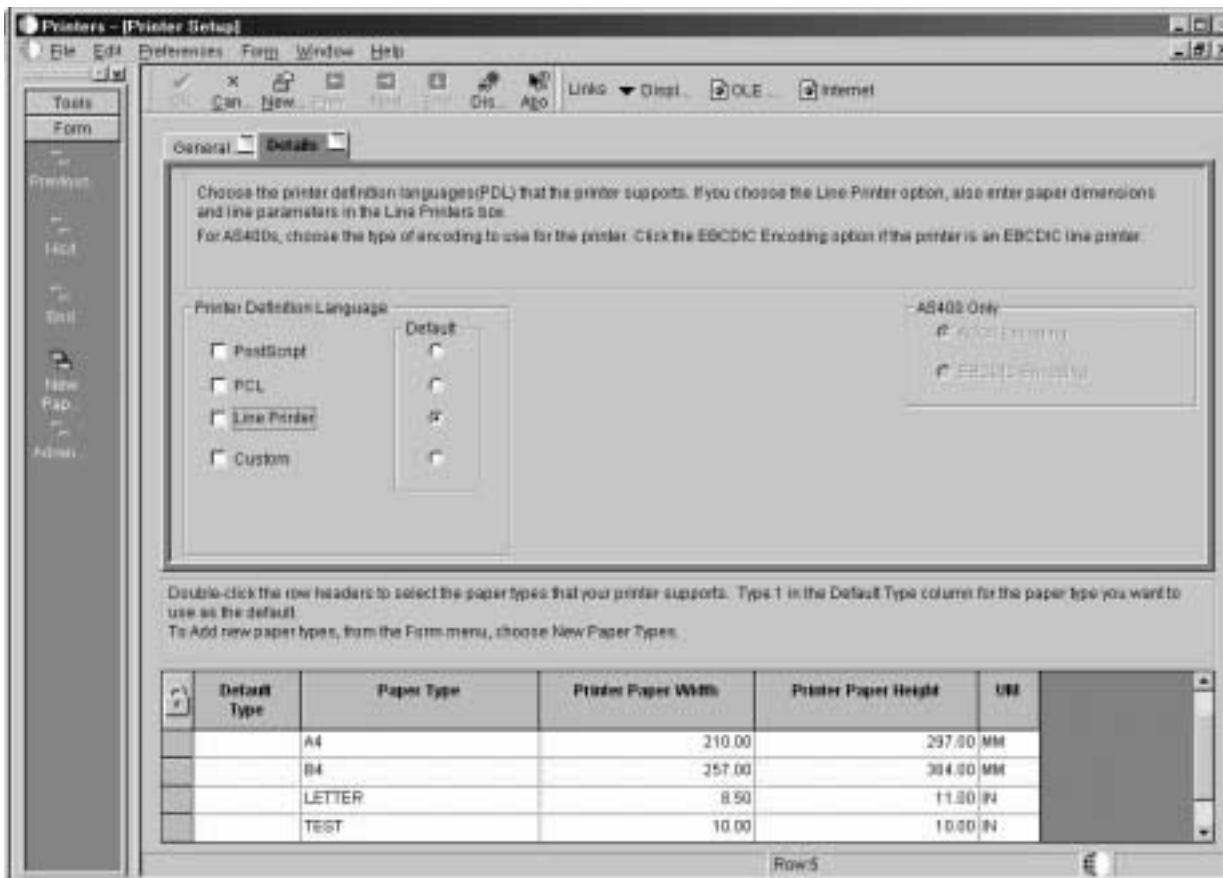 Printers - [Printer Setup]
File Edit Preferences Form Window Help
Can... New... Dis... Abo Links Displ... OLE... Internet
Tools
Form
General Details
Choose the printer definition languages(PDL) that the printer supports. If you choose the Line Printer option, also enter paper dimensions
and line parameters in the Line Printers box.
For AS400s, choose the type of encoding to use for the printer. Click the EBCDIC Encoding option if the printer is an EBCDIC line printer.
Printer Definition Language
Default
PostScript
PCL
Line Printer
Custom
AS400 Only
EBCDIC Encoding
New
Pap...
Double-click the row headers to select the paper types that your printer supports. Type 1 in the Default Type column for the paper type you want to
use as the default.
To Add new paper types, from the Form menu, choose New Paper Types.
Default Type Paper Type Printer Paper Width Printer Paper Height UM
A4 210.00 297.00 MM
B4 257.00 364.00 MM
LETTER 8.50 11.00 IN
TEST 10.00 10.00 IN
Row:5